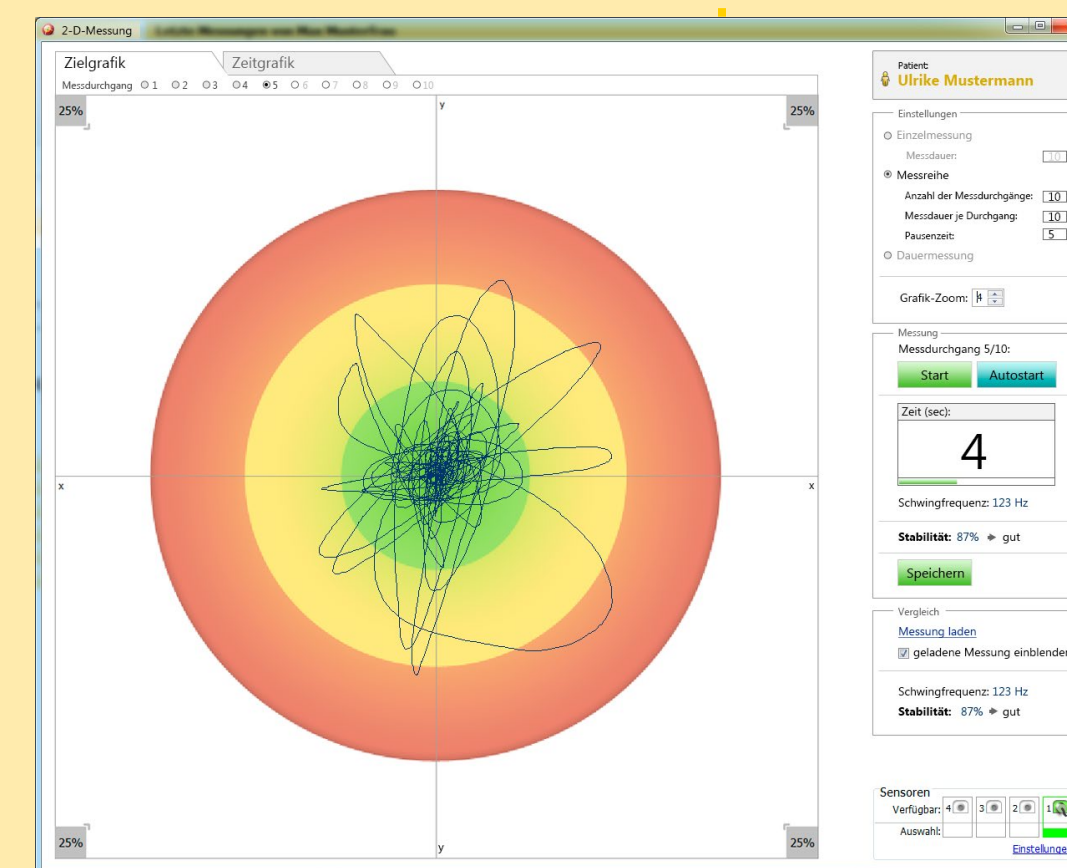 2-D-Messung
Zielgrafik Zeitgrafik
Messdurchgang 1 2 3 4 5 6 7 8 9 10
25% y 25%
x x
25% y 25%
Patient:
Ulrike Mustermann
Einstellungen
Einzelmessung
Messdauer: 10
Messreihe
Anzahl der Messdurchgänge: 10
Messdauer je Durchgang: 10
Pausenzeit: 5
Dauermessung
Grafik-Zoom: 4
Messung
Messdurchgang 5/10:
Start Autostart
Zeit (sec):
4
Schwingfrequenz: 123 Hz
Stabilität: 87% gut
Speichern
Vergleich
Messung laden
geladene Messung einblenden
Schwingfrequenz: 123 Hz
Stabilität: 87% gut
Sensoren
Verfügbar: 4 3 2 1
Auswahl:
Einstellunge